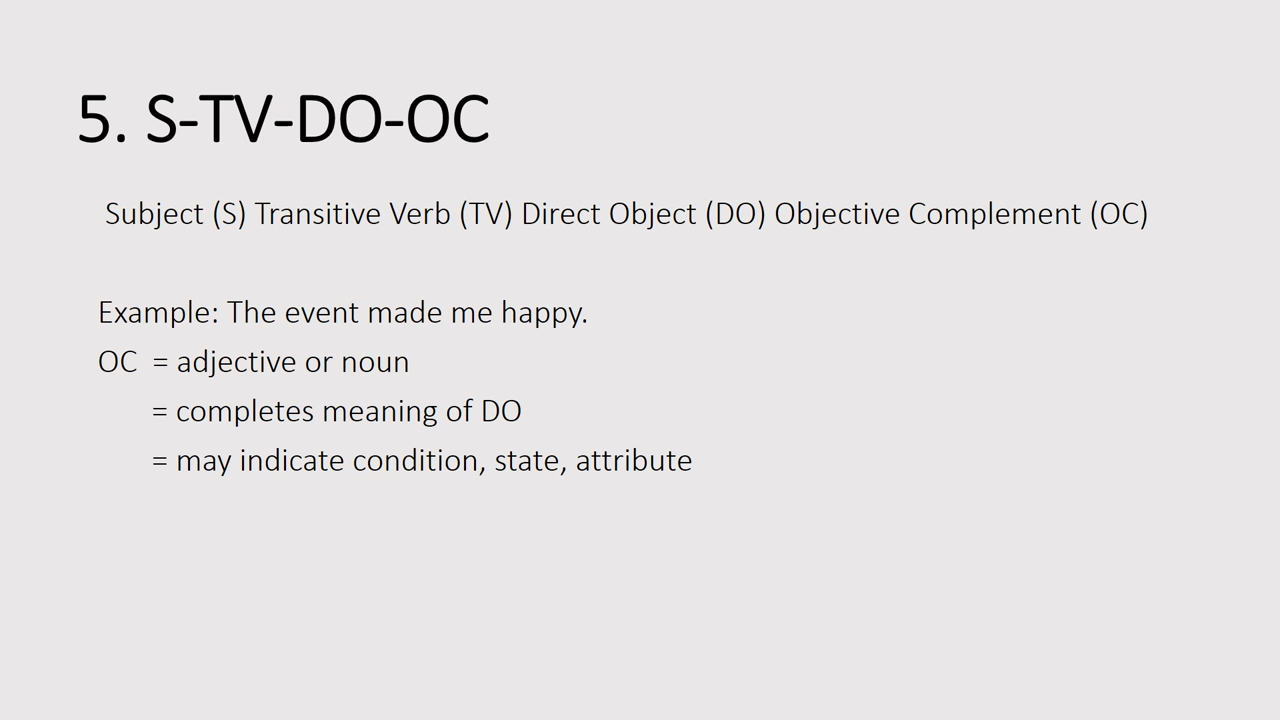 5. S-TV-DO-OC
Subject (S) Transitive Verb (TV) Direct Object (DO) Objective Complement (OC)
Example: The event made me happy.
OC = adjective or noun
= completes meaning of DO
= may indicate condition, state, attribute